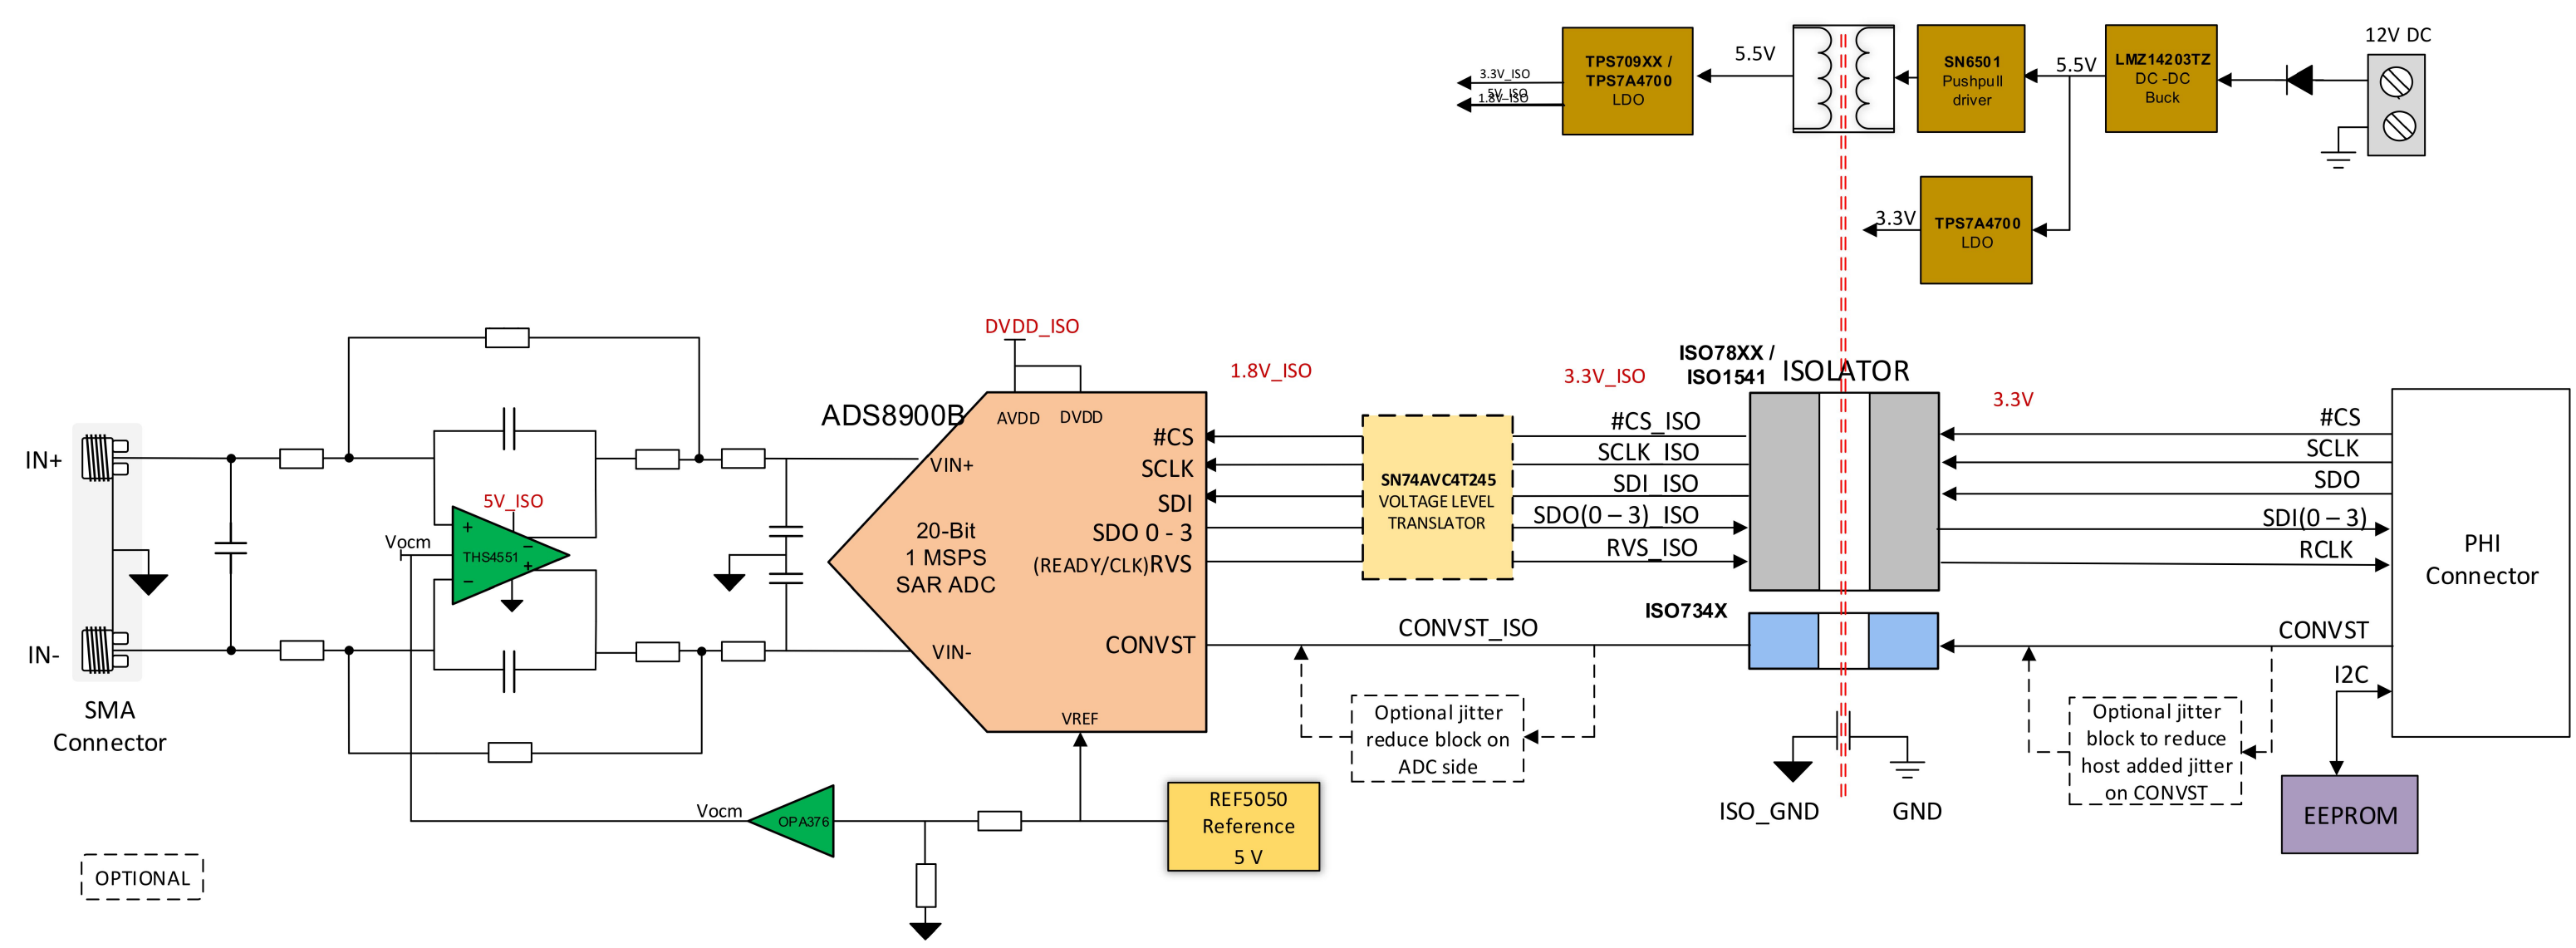 12V DC
TPS709XX /
TPS7A4700
LDO
5.5V
SN6501
Pushpull
driver
5.5V
LMZ14203TZ
DC -DC
Buck
3.3V_ISO
5V_ISO
1.8V-ISO
3.3V
TPS7A4700
LDO
DVDD_ISO
1.8V_ISO
3.3V_ISO
ISO78XX /
ISO1541
ISOLATOR
3.3V
ADS8900B
AVDD
DVDD
#CS
#CS_ISO
#CS
IN+
VIN+
SCLK
SCLK_ISO
SCLK
5V_ISO
SDI
SN74AVC4T245
VOLTAGE LEVEL
TRANSLATOR
SDI_ISO
SDO
Vocm
THS4551
+
−
−
+
20-Bit
1 MSPS
SAR ADC
SDO 0 - 3
SDO(0 – 3)_ISO
SDI(0 – 3)
(READY/CLK)RVS
RVS_ISO
RCLK
PHI
Connector
ISO734X
IN-
VIN-
CONVST
CONVST_ISO
CONVST
I2C
SMA
Connector
VREF
Optional jitter
reduce block on
ADC side
Optional jitter
block to reduce
host added jitter
on CONVST
Vocm
OPA376
REF5050
Reference
5 V
ISO_GND
GND
EEPROM
OPTIONAL